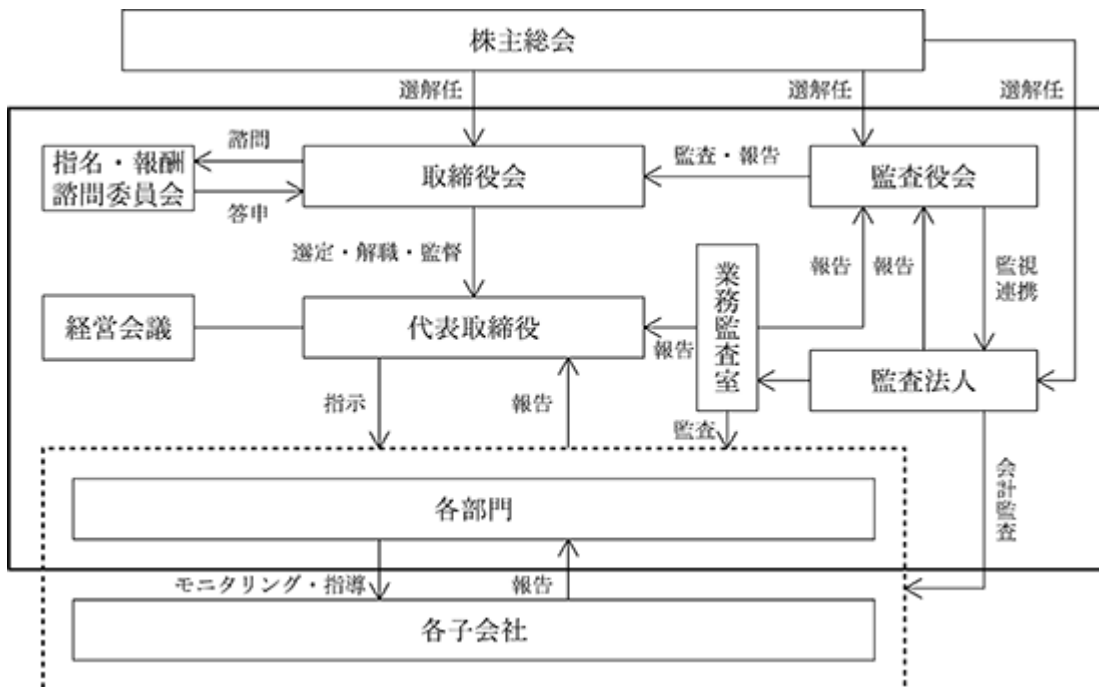 株主総会
選解任
選解任
選解任
諮問
指名・報酬
諮問委員会
答申
取締役会
監査・報告
監査役会
選定・解職・監督
業務監査室
報告
報告
監視
連携
経営会議
代表取締役
報告
監査法人
指示
報告
監査
会計監査
各部門
モニタリング・指導
報告
各子会社